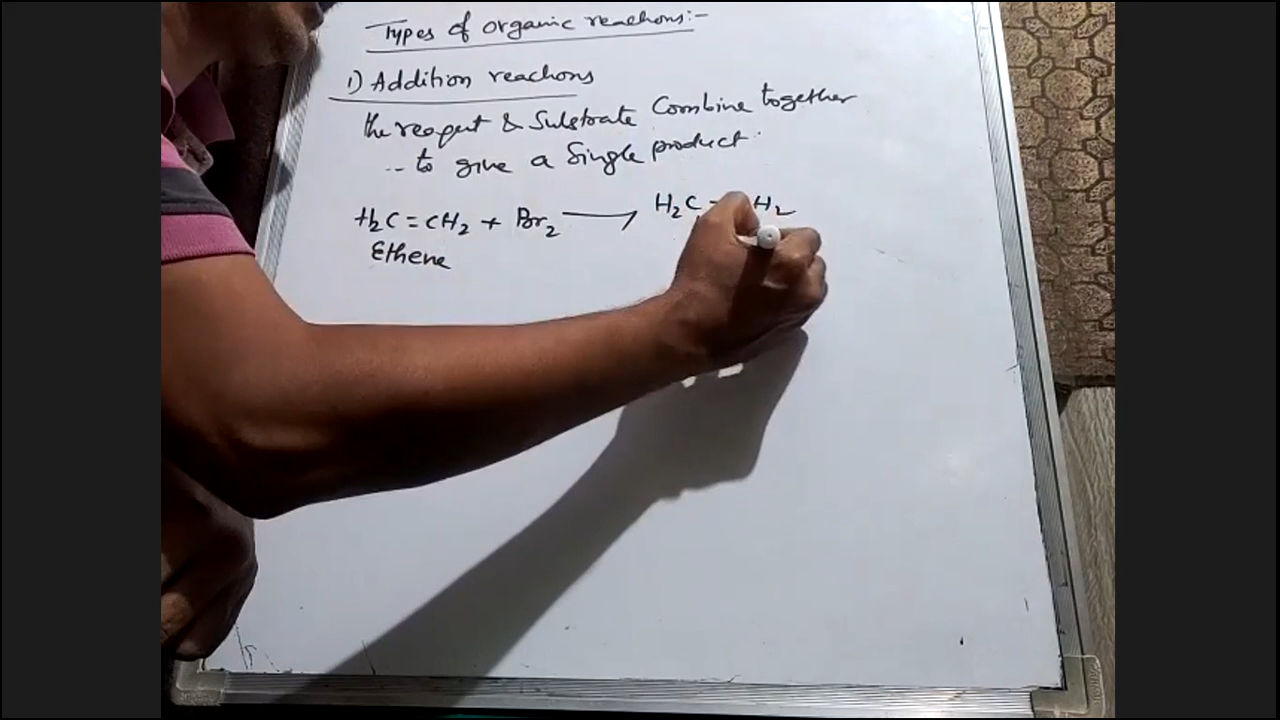 Types of organic reactions:-
1) Addition reactions
the reagent & Substrate Combine together
-- to give a Single product.
H2C = CH2 + Br2 ⟶ H2C - H2
Ethene